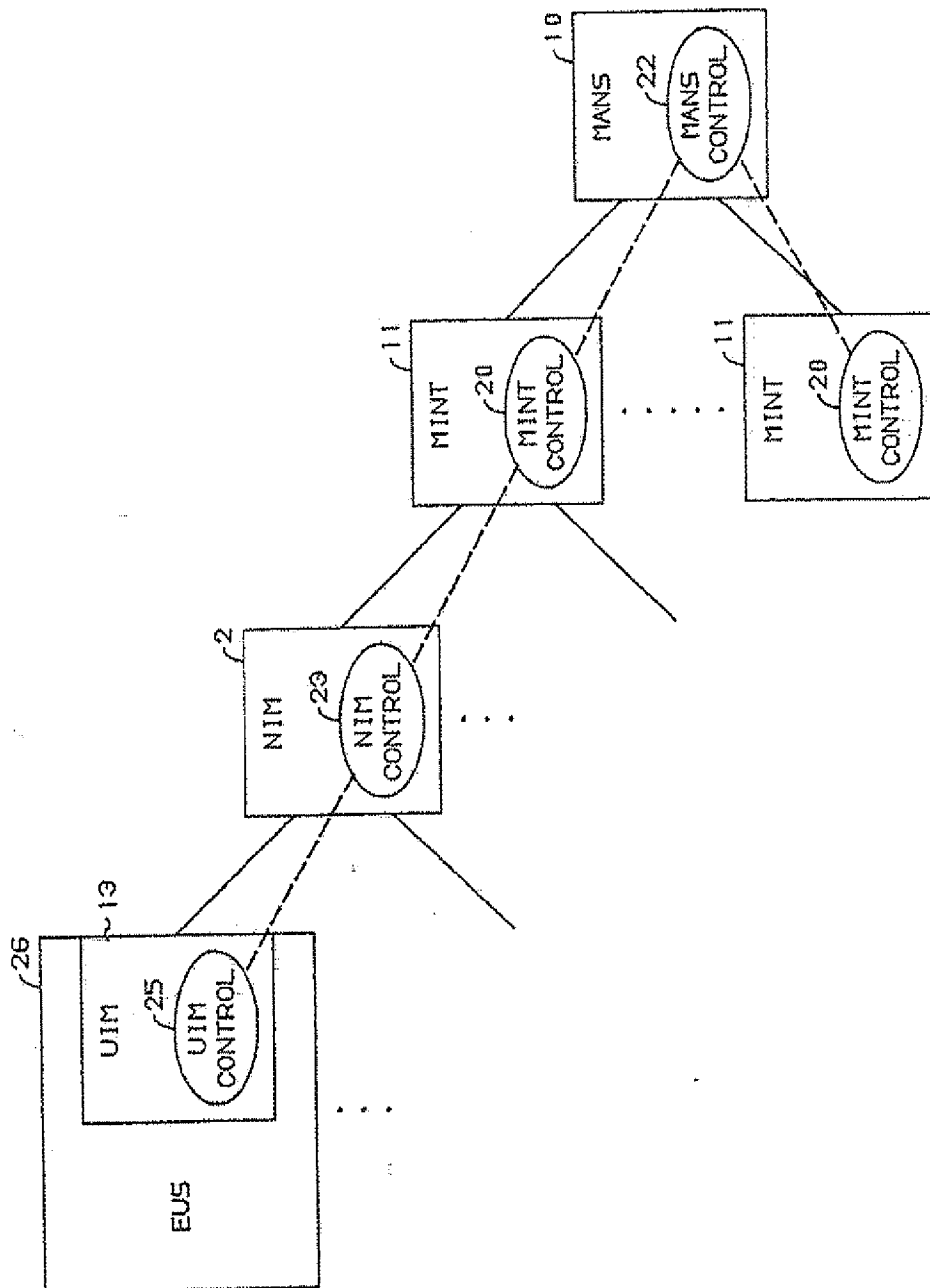 EUS
26
UIM
13
25
UIM
CONTROL
NIM
2
23
NIM
CONTROL
MINT
11
20
MINT
CONTROL
MINT
11
20
MINT
CONTROL
MANS
10
22
MANS
CONTROL